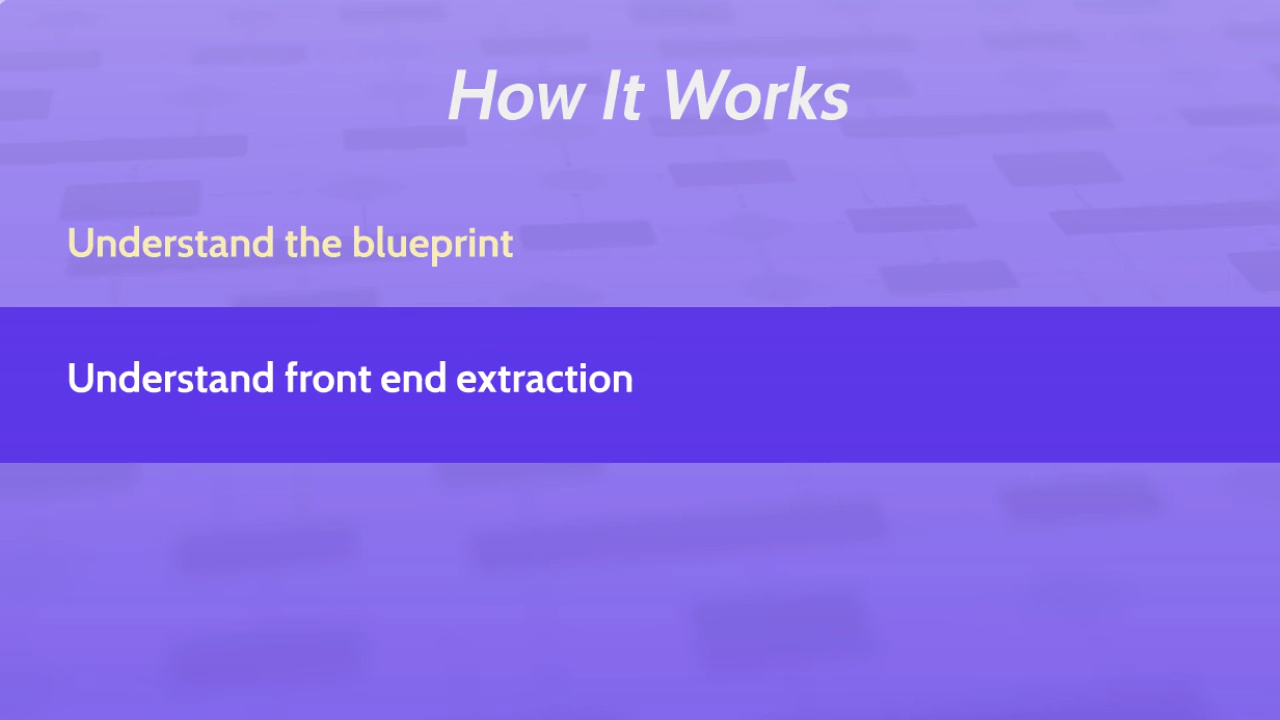 How It Works
Understand the blueprint
Understand front end extraction